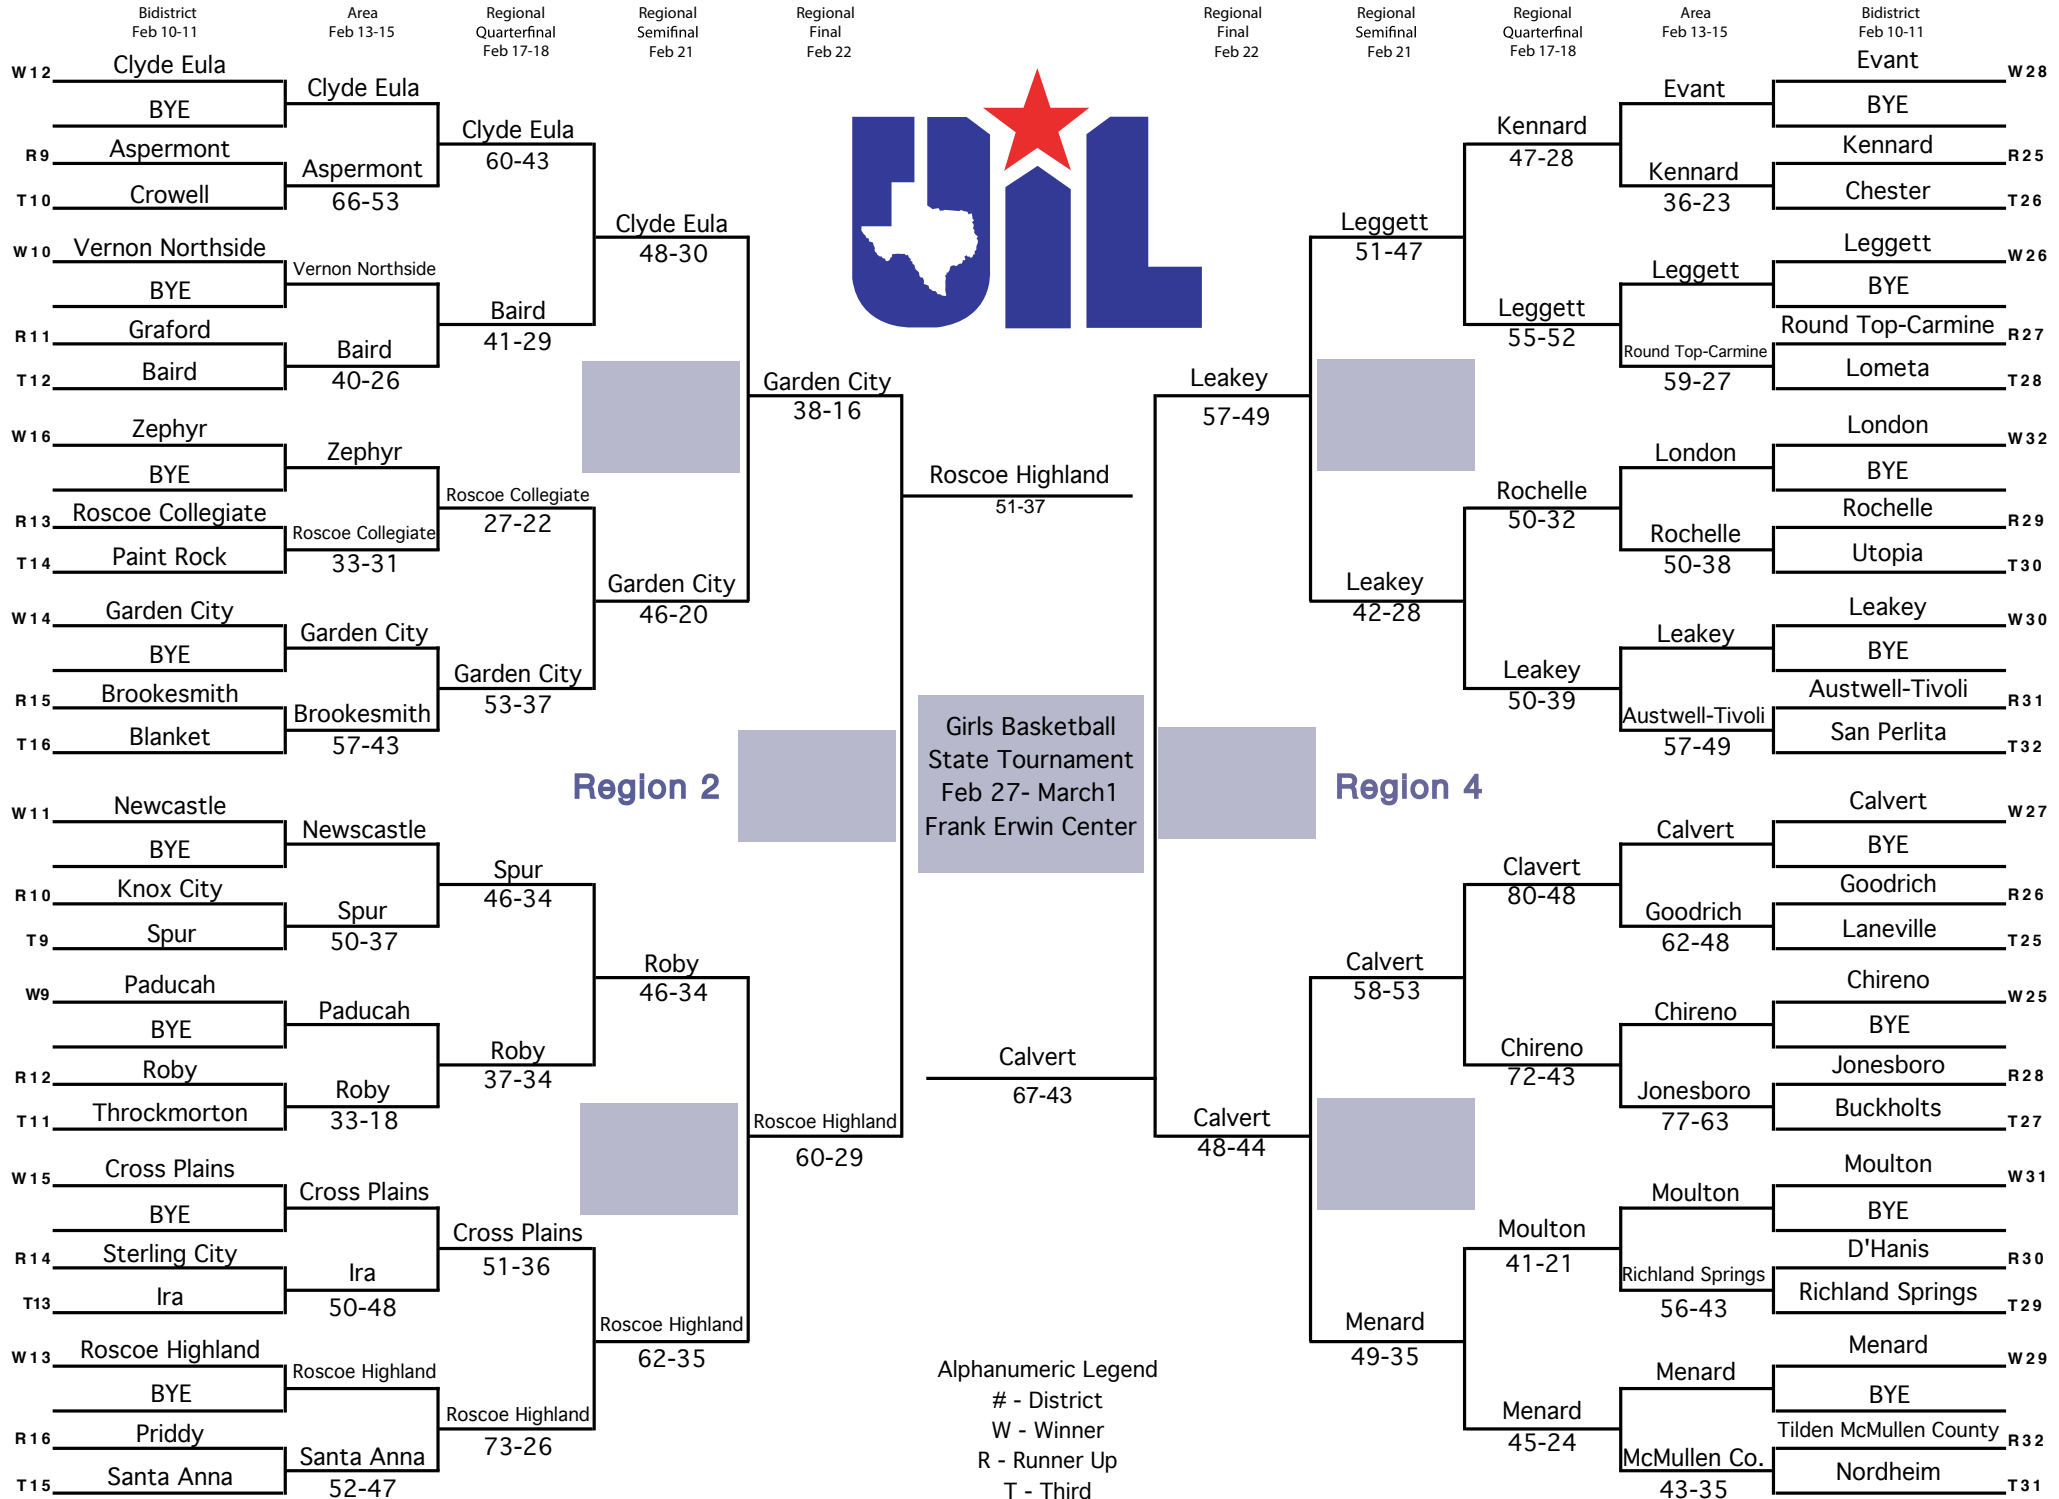 Bidistrict
Feb 10-11
Area
Feb 13-15
Regional
Quarterfinal
Feb 17-18
Regional
Semifinal
Feb 21
Regional
Final
Feb 22
Regional
Final
Feb 22
Regional
Semifinal
Feb 21
Regional
Quarterfinal
Feb 17-18
Area
Feb 13-15
Bidistrict
Feb 10-11
W12 Clyde Eula
BYE
R9 Aspermont
T10 Crowell
W10 Vernon Northside
BYE
R11 Graford
T12 Baird
W16 Zephyr
BYE
R13 Roscoe Collegiate
T14 Paint Rock
W14 Garden City
BYE
R15 Brookesmith
T16 Blanket
W11 Newcastle
BYE
R10 Knox City
T9 Spur
W9 Paducah
BYE
R12 Roby
T11 Throckmorton
W15 Cross Plains
BYE
R14 Sterling City
T13 Ira
W13 Roscoe Highland
BYE
R16 Priddy
T15 Santa Anna
Clyde Eula
Aspermont
66-53
Vernon Northside
Baird
40-26
Zephyr
Roscoe Collegiate
33-31
Garden City
Brookesmith
57-43
Newscastle
Spur
50-37
Paducah
Roby
33-18
Cross Plains
Ira
50-48
Roscoe Highland
Santa Anna
52-47
Clyde Eula
60-43
Baird
41-29
Roscoe Collegiate
27-22
Garden City
53-37
Spur
46-34
Roby
37-34
Cross Plains
51-36
Roscoe Highland
73-26
Clyde Eula
48-30
Garden City
46-20
Region 2
Roby
46-34
Roscoe Highland
62-35
Garden City
38-16
Roscoe Highland
60-29
UIL
Roscoe Highland
51-37
Girls Basketball
State Tournament
Feb 27- March1
Frank Erwin Center
Calvert
67-43
Alphanumeric Legend
# - District
W - Winner
R - Runner Up
T - Third
Leakey
57-49
Calvert
48-44
Leggett
51-47
Leakey
42-28
Region 4
Calvert
58-53
Menard
49-35
Kennard
47-28
Leggett
55-52
Rochelle
50-32
Leakey
50-39
Clavert
80-48
Chireno
72-43
Moulton
41-21
Menard
45-24
Evant
Kennard
36-23
Leggett
Round Top-Carmine
59-27
London
Rochelle
50-38
Leakey
Austwell-Tivoli
57-49
Calvert
Goodrich
62-48
Chireno
Jonesboro
77-63
Moulton
Richland Springs
56-43
Menard
McMullen Co.
43-35
Evant W28
BYE
Kennard R25
Chester T26
Leggett W26
BYE
Round Top-Carmine R27
Lometa T28
London W32
BYE
Rochelle R29
Utopia T30
Leakey W30
BYE
Austwell-Tivoli R31
San Perlita T32
Calvert W27
BYE
Goodrich R26
Laneville T25
Chireno W25
BYE
Jonesboro R28
Buckholts T27
Moulton W31
BYE
D'Hanis R30
Richland Springs T29
Menard W29
BYE
Tilden McMullen County R32
Nordheim T31